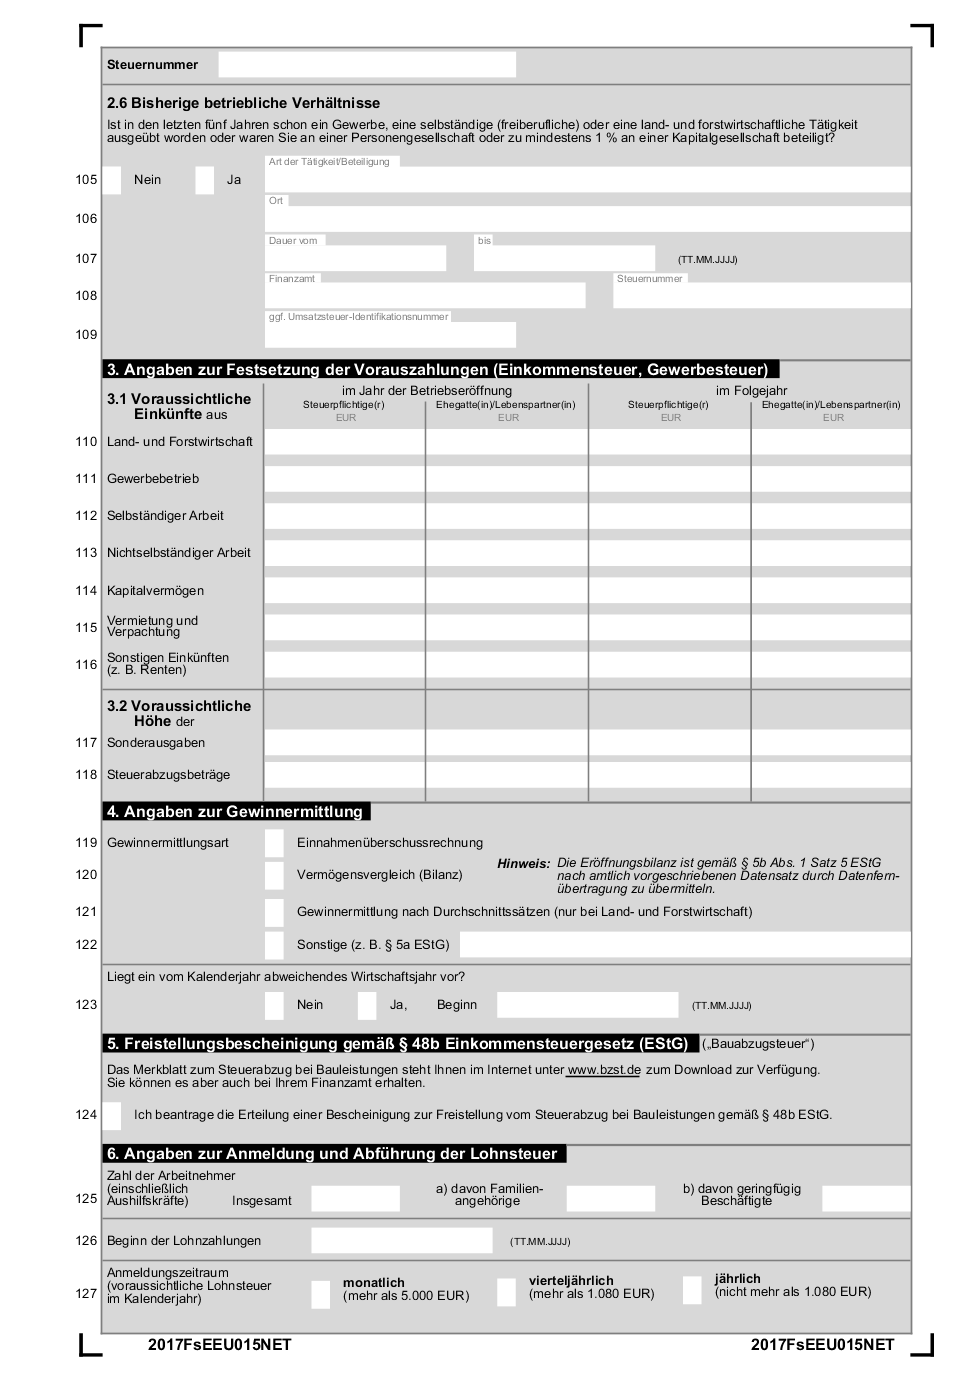 Steuernummer
2.6 Bisherige betriebliche Verhältnisse
Ist in den letzten fünf Jahren schon ein Gewerbe, eine selbständige (freiberufliche) oder eine land- und forstwirtschaftliche Tätigkeit
ausgeübt worden oder waren Sie an einer Personengesellschaft oder zu mindestens 1 % an einer Kapitalgesellschaft beteiligt?
Art der Tätigkeit/Beteiligung
105 Nein Ja
Ort
106
Dauer vom bis
107 (TT.MM.JJJJ)
Finanzamt Steuernummer
108
ggf. Umsatzsteuer-Identifikationsnummer
109
3. Angaben zur Festsetzung der Vorauszahlungen (Einkommensteuer, Gewerbesteuer)
im Jahr der Betriebseröffnung im Folgejahr
3.1 Voraussichtliche
Einkünfte aus
Steuerpflichtige(r) Ehegatte(in)/Lebenspartner(in) Steuerpflichtige(r) Ehegatte(in)/Lebenspartner(in)
EUR EUR EUR EUR
110 Land- und Forstwirtschaft
111 Gewerbebetrieb
112 Selbständiger Arbeit
113 Nichtselbständiger Arbeit
114 Kapitalvermögen
115 Vermietung und
Verpachtung
116 Sonstigen Einkünften
(z. B. Renten)
3.2 Voraussichtliche
Höhe der
117 Sonderausgaben
118 Steuerabzugsbeträge
4. Angaben zur Gewinnermittlung
119 Gewinnermittlungsart Einnahmenüberschussrechnung
120 Vermögensvergleich (Bilanz)
Hinweis: Die Eröffnungsbilanz ist gemäß § 5b Abs. 1 Satz 5 EStG
nach amtlich vorgeschriebenen Datensatz durch Datenfern-
übertragung zu übermitteln.
121 Gewinnermittlung nach Durchschnittssätzen (nur bei Land- und Forstwirtschaft)
122 Sonstige (z. B. § 5a EStG)
Liegt ein vom Kalenderjahr abweichendes Wirtschaftsjahr vor?
123 Nein Ja, Beginn (TT.MM.JJJJ)
5. Freistellungsbescheinigung gemäß § 48b Einkommensteuergesetz (EStG) („Bauabzugsteuer“)
Das Merkblatt zum Steuerabzug bei Bauleistungen steht Ihnen im Internet unter www.bzst.de zum Download zur Verfügung.
Sie können es aber auch bei Ihrem Finanzamt erhalten.
124 Ich beantrage die Erteilung einer Bescheinigung zur Freistellung vom Steuerabzug bei Bauleistungen gemäß § 48b EStG.
6. Angaben zur Anmeldung und Abführung der Lohnsteuer
Zahl der Arbeitnehmer
(einschließlich a) davon Familien- b) davon geringfügig
125 Aushilfskräfte) Insgesamt angehörige Beschäftigte
126 Beginn der Lohnzahlungen (TT.MM.JJJJ)
Anmeldungszeitraum
(voraussichtliche Lohnsteuer
127 im Kalenderjahr)
monatlich
(mehr als 5.000 EUR)
vierteljährlich
(mehr als 1.080 EUR)
jährlich
(nicht mehr als 1.080 EUR)
2017FsEEU015NET 2017FsEEU015NET